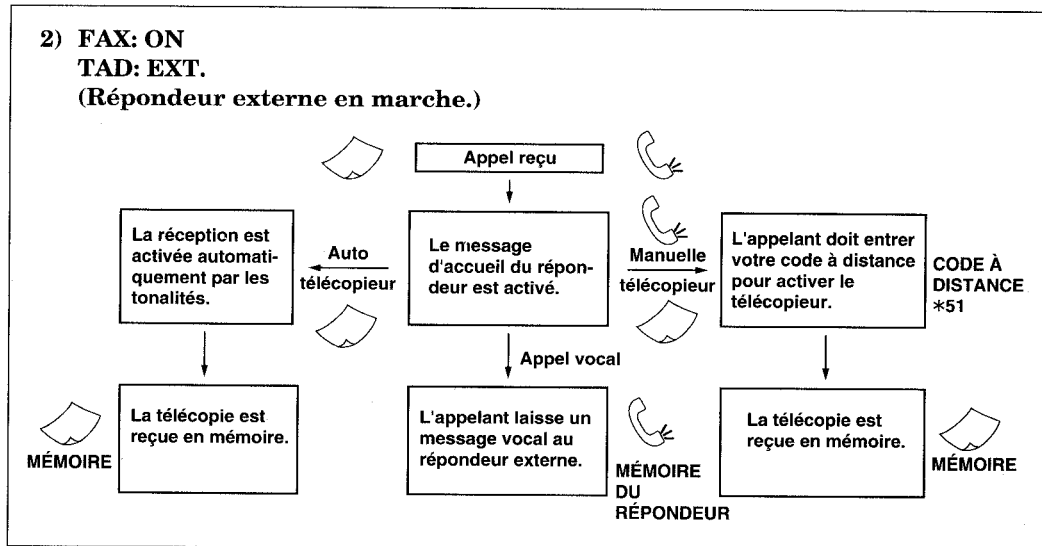 2) FAX: ON
TAD: EXT.
(Répondeur externe en marche.)
Appel reçu
La réception est
activée automati-
quement par les
tonalités.
Auto
télécopieur
Le message
d'accueil du répon-
deur est activé.
Manuelle
télécopieur
L'appelant doit entrer
votre code à distance
pour activer le
télécopieur.
CODE À
DISTANCE
*51
Appel vocal
MÉMOIRE
La télécopie est
reçue en mémoire.
L'appelant laisse un
message vocal au
répondeur externe.
MÉMOIRE
DU
RÉPONDEUR
La télécopie est
reçue en mémoire.
MÉMOIRE